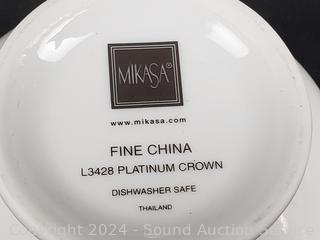 MIKASA®
www.mikasa.com
FINE CHINA
L3428 PLATINUM CROWN
DISHWASHER SAFE
THAILAND
Copyright 2024 - Sound Auction Service